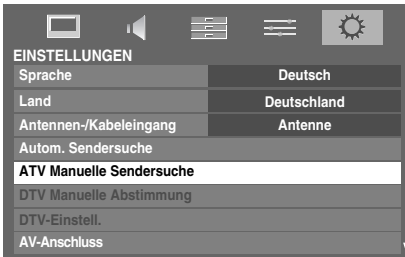 EINSTELLUNGEN
Sprache Deutsch
Land Deutschland
Antennen-/Kabeleingang Antenne
Autom. Sendersuche
ATV Manuelle Sendersuche
DTV Manuelle Abstimmung
DTV-Einstell.
AV-Anschluss